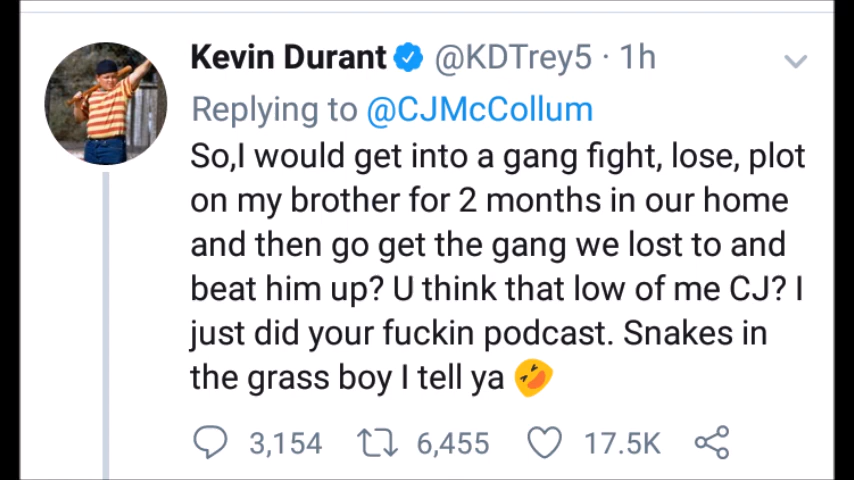 Kevin Durant @KDTrey5 · 1h
Replying to @CJMcCollum
So,I would get into a gang fight, lose, plot
on my brother for 2 months in our home
and then go get the gang we lost to and
beat him up? U think that low of me CJ? I
just did your fuckin podcast. Snakes in
the grass boy I tell ya 🤣
3,154 6,455 17.5K